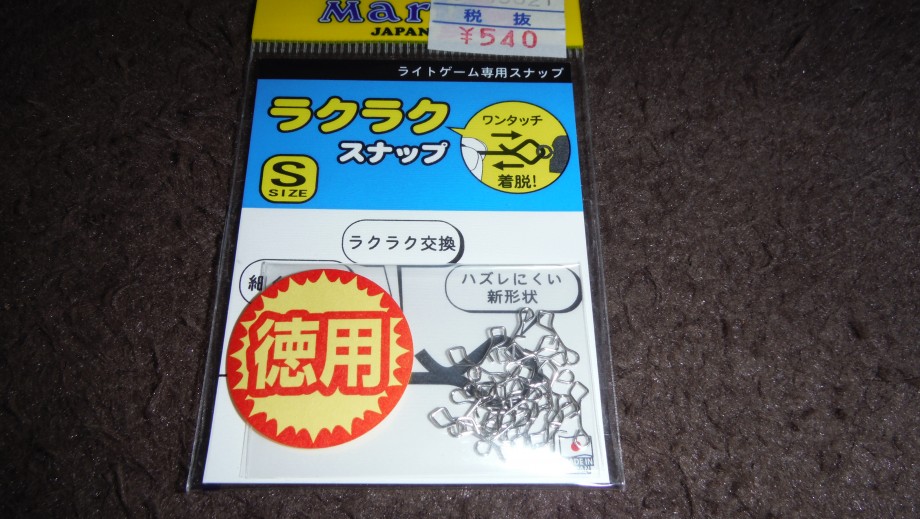 JAPAN
税 抜
¥540
ライトゲーム専用スナップ
ラクラク
スナップ
ワンタッチ
着脱!
S
SIZE
ラクラク交換
細
ハズレにくい
新形状
徳用